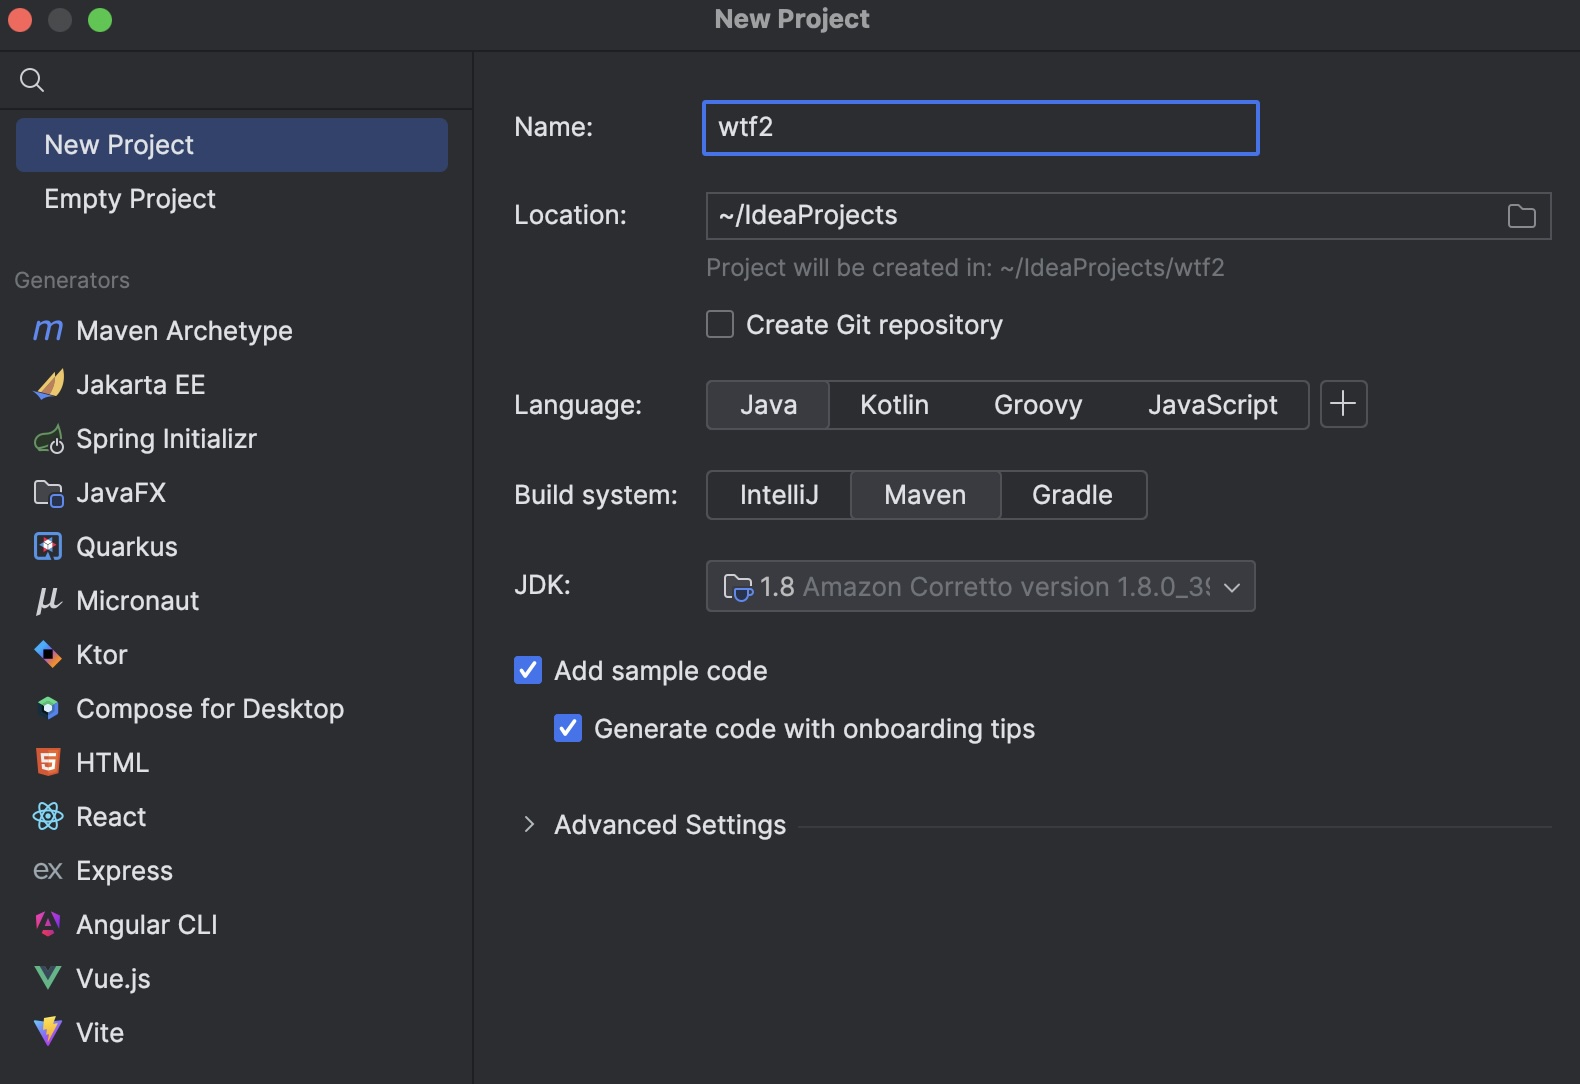 New Project
New Project
Empty Project
Generators
Maven Archetype
Jakarta EE
Spring Initializr
JavaFX
Quarkus
Micronaut
Ktor
Compose for Desktop
HTML
React
ex Express
Angular CLI
Vue.js
Vite
Name: wtf2
Location: ~/IdeaProjects
Project will be created in: ~/IdeaProjects/wtf2
Create Git repository
Language: Java Kotlin Groovy JavaScript
Build system: IntelliJ Maven Gradle
JDK: 1.8 Amazon Corretto version 1.8.0_39
Add sample code
Generate code with onboarding tips
Advanced Settings